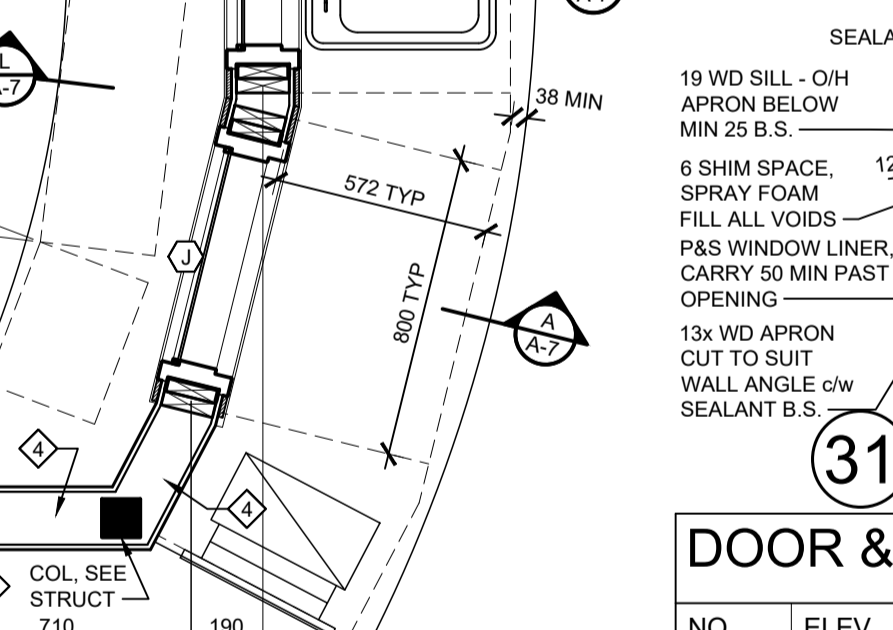 L
A-7
38 MIN
572 TYP
J
800 TYP
A
A-7
4
4
COL, SEE
STRUCT
710
190
19 WD SILL - O/H
APRON BELOW
MIN 25 B.S.
6 SHIM SPACE,
SPRAY FOAM
FILL ALL VOIDS
P&S WINDOW LINER,
CARRY 50 MIN PAST
OPENING
13x WD APRON
CUT TO SUIT
WALL ANGLE c/w
SEALANT B.S.
31
DOOR &
NO
ELEV